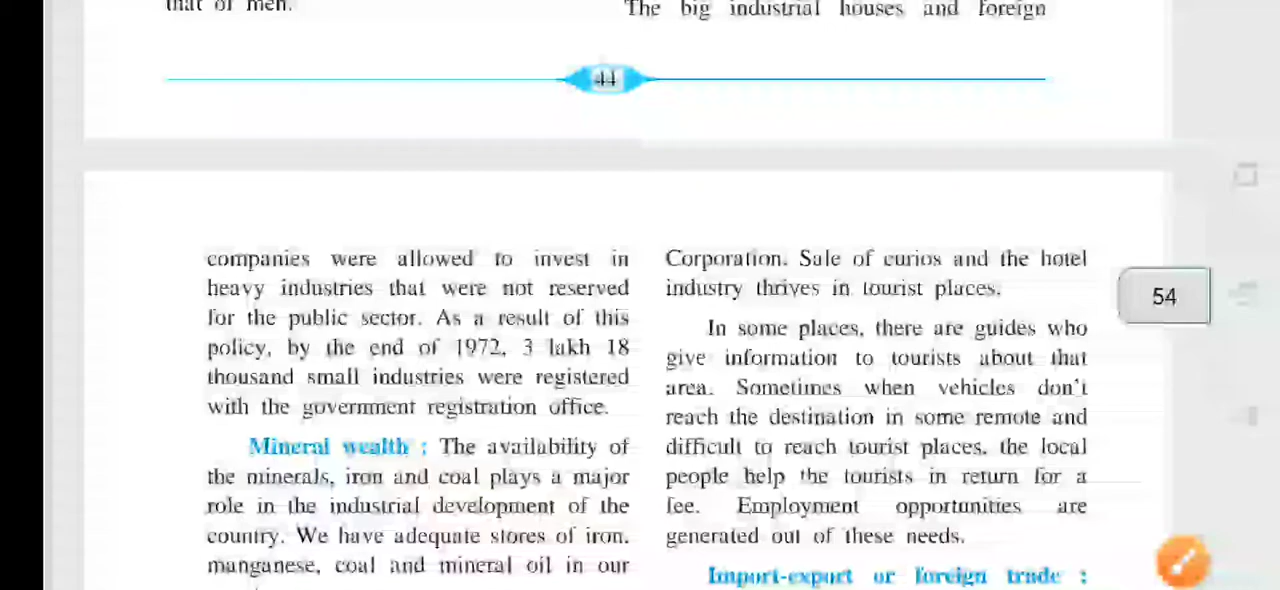 that of men.
The big industrial houses and foreign
44
companies were allowed to invest in
heavy industries that were not reserved
for the public sector. As a result of this
policy, by the end of 1972, 3 lakh 18
thousand small industries were registered
with the government registration office.
Mineral wealth : The availability of
the minerals, iron and coal plays a major
role in the industrial development of the
country. We have adequate stores of iron,
manganese, coal and mineral oil in our
Corporation. Sale of curios and the hotel
industry thrives in tourist places.
In some places, there are guides who
give information to tourists about that
area. Sometimes when vehicles don't
reach the destination in some remote and
difficult to reach tourist places, the local
people help the tourists in return for a
fee. Employment opportunities are
generated out of these needs.
Import-export or foreign trade :
54